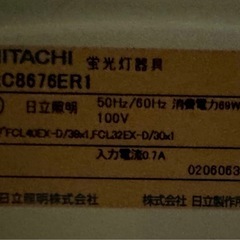 HITACHI 蛍光灯器具
C8676ER1
日立照明 50Hz/60Hz 消費電力69W
100V
FCL40EX-D/38x1,FCL32EX-D/30x1
入力電流0.7A
0206063
日立照明株式会社 株式会社 日立製作所